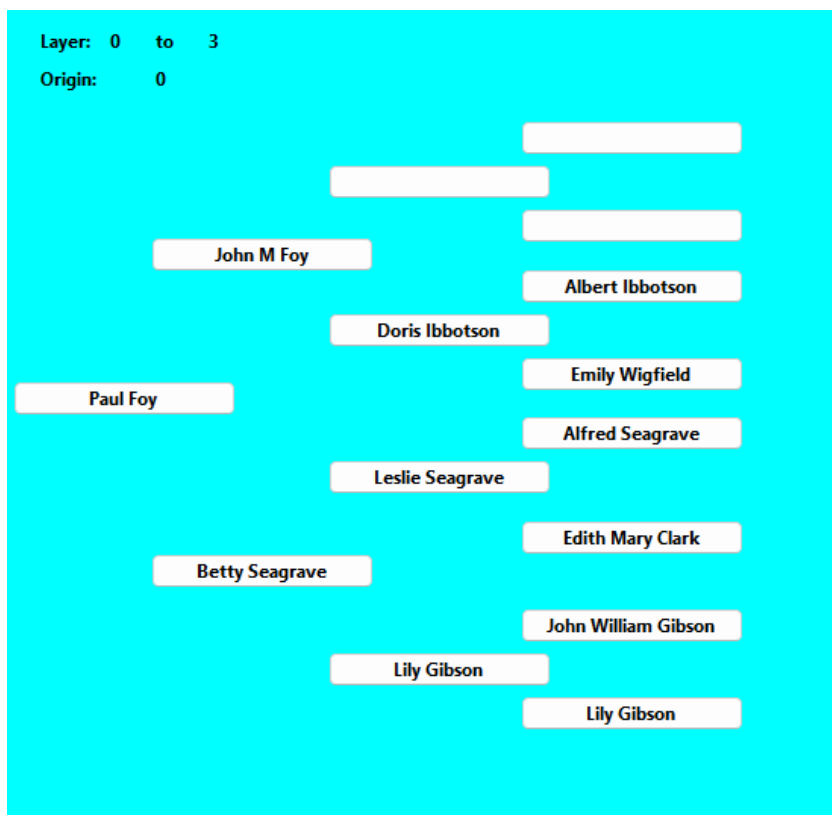 Layer: 0 to 3
Origin: 0
John M Foy
Albert Ibbotson
Doris Ibbotson
Emily Wigfield
Paul Foy
Alfred Seagrave
Leslie Seagrave
Edith Mary Clark
Betty Seagrave
John William Gibson
Lily Gibson
Lily Gibson